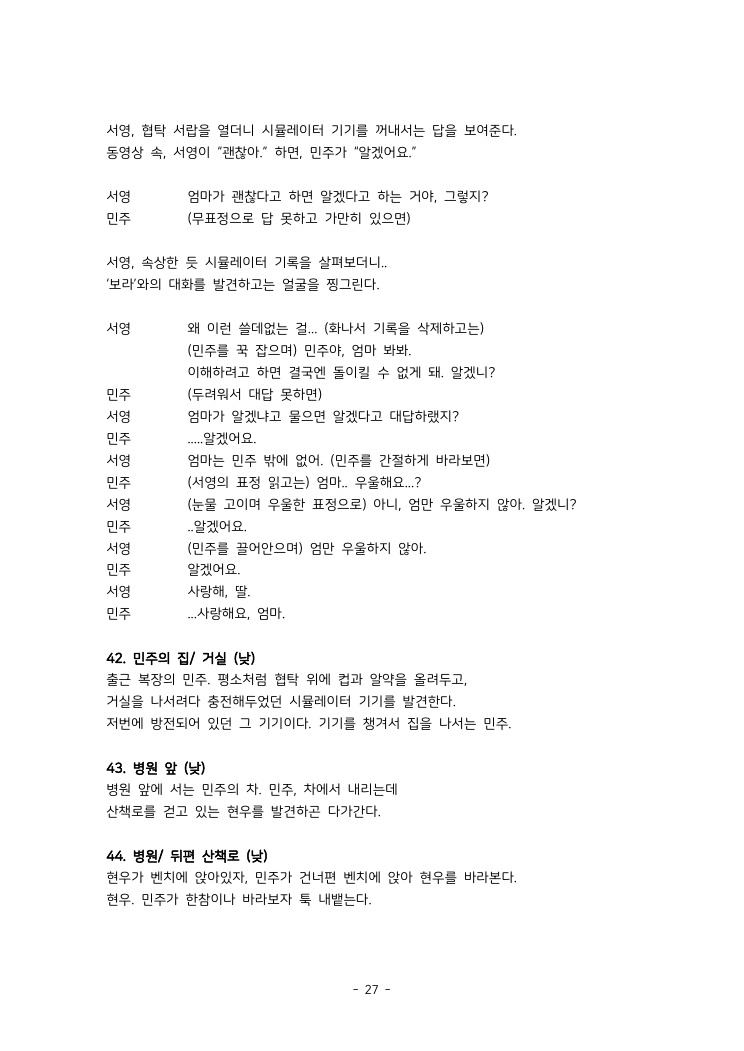 서영, 협탁 서랍을 열더니 시뮬레이터 기기를 꺼내서는 답을 보여준다.
동영상 속, 서영이 “괜찮아.” 하면, 민주가 “알겠어요.”
서영 엄마가 괜찮다고 하면 알겠다고 하는 거야, 그렇지?
민주 (무표정으로 답 못하고 가만히 있으면)
서영, 속상한 듯 시뮬레이터 기록을 살펴보더니..
‘보라’와의 대화를 발견하고는 얼굴을 찡그린다.
서영 왜 이런 쓸데없는 걸... (화나서 기록을 삭제하고는)
(민주를 꾹 잡으며) 민주야, 엄마 봐봐.
이해하려고 하면 결국엔 돌이킬 수 없게 돼. 알겠니?
민주 (두려워서 대답 못하면)
서영 엄마가 알겠냐고 물으면 알겠다고 대답하랬지?
민주 .....알겠어요.
서영 엄마는 민주 밖에 없어. (민주를 간절하게 바라보면)
민주 (서영의 표정 읽고는) 엄마.. 우울해요...?
서영 (눈물 고이며 우울한 표정으로) 아니, 엄만 우울하지 않아. 알겠니?
민주 ..알겠어요.
서영 (민주를 끌어안으며) 엄만 우울하지 않아.
민주 알겠어요.
서영 사랑해, 딸.
민주 ...사랑해요, 엄마.
42. 민주의 집/ 거실 (낮)
출근 복장의 민주. 평소처럼 협탁 위에 컵과 알약을 올려두고,
거실을 나서려다 충전해두었던 시뮬레이터 기기를 발견한다.
저번에 방전되어 있던 그 기기이다. 기기를 챙겨서 집을 나서는 민주.
43. 병원 앞 (낮)
병원 앞에 서는 민주의 차. 민주, 차에서 내리는데
산책로를 걷고 있는 현우를 발견하곤 다가간다.
44. 병원/ 뒤편 산책로 (낮)
현우가 벤치에 앉아있자, 민주가 건너편 벤치에 앉아 현우를 바라본다.
현우. 민주가 한참이나 바라보자 툭 내뱉는다.
- 27 -